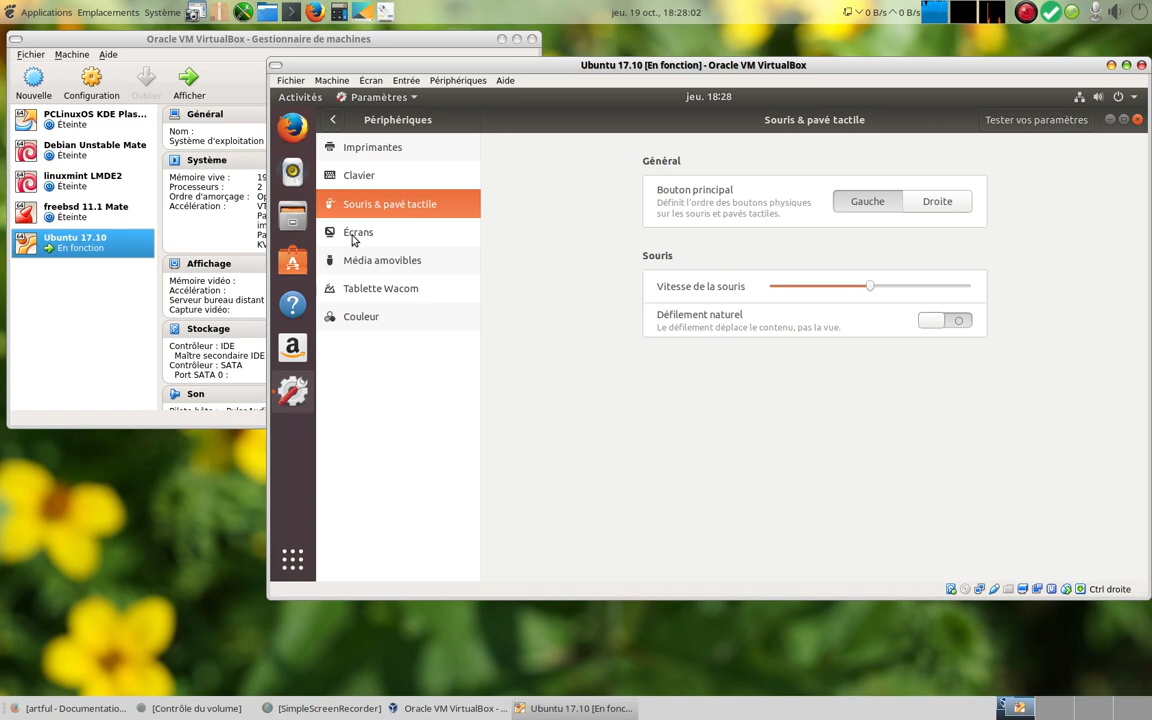 Applications Emplacements Système
0 B/s 0 B/s
jeu. 19 oct., 18:28:02
Oracle VM VirtualBox - Gestionnaire de machines
Fichier Machine Aide
Nouvelle Configuration Oublier Afficher
PCLinuxOS KDE Plas...
Éteinte
Debian Unstable Mate
Éteinte
linuxmint LMDE2
Éteinte
freebsd 11.1 Mate
Éteinte
Ubuntu 17.10
En fonction
Général
Nom :
Système d'exploitation
Système
Mémoire vive : 19
Processeurs : 2
Ordre d'amorçage : Op
Accélération : VT
im
Pa
KV
Affichage
Mémoire vidéo :
Accélération :
Serveur bureau distant
Capture vidéo:
Stockage
Contrôleur : IDE
Maître secondaire IDE
Contrôleur : SATA
Port SATA 0 :
Son
Ubuntu 17.10 [En fonction] - Oracle VM VirtualBox
Fichier Machine Écran Entrée Périphériques Aide
Activités Paramètres jeu. 18:28
Périphériques Souris & pavé tactile Tester vos paramètres
Imprimantes
Clavier
Souris & pavé tactile
Écrans
Média amovibles
Tablette Wacom
Couleur
Général
Bouton principal
Définit l'ordre des boutons physiques
sur les souris et pavés tactiles.
Gauche Droite
Souris
Vitesse de la souris
Défilement naturel
Le défilement déplace le contenu, pas la vue.
Ctrl droite
[artful - Documentatio... [Contrôle du volume] [SimpleScreenRecorder] Oracle VM VirtualBox - ... Ubuntu 17.10 [En fonc...